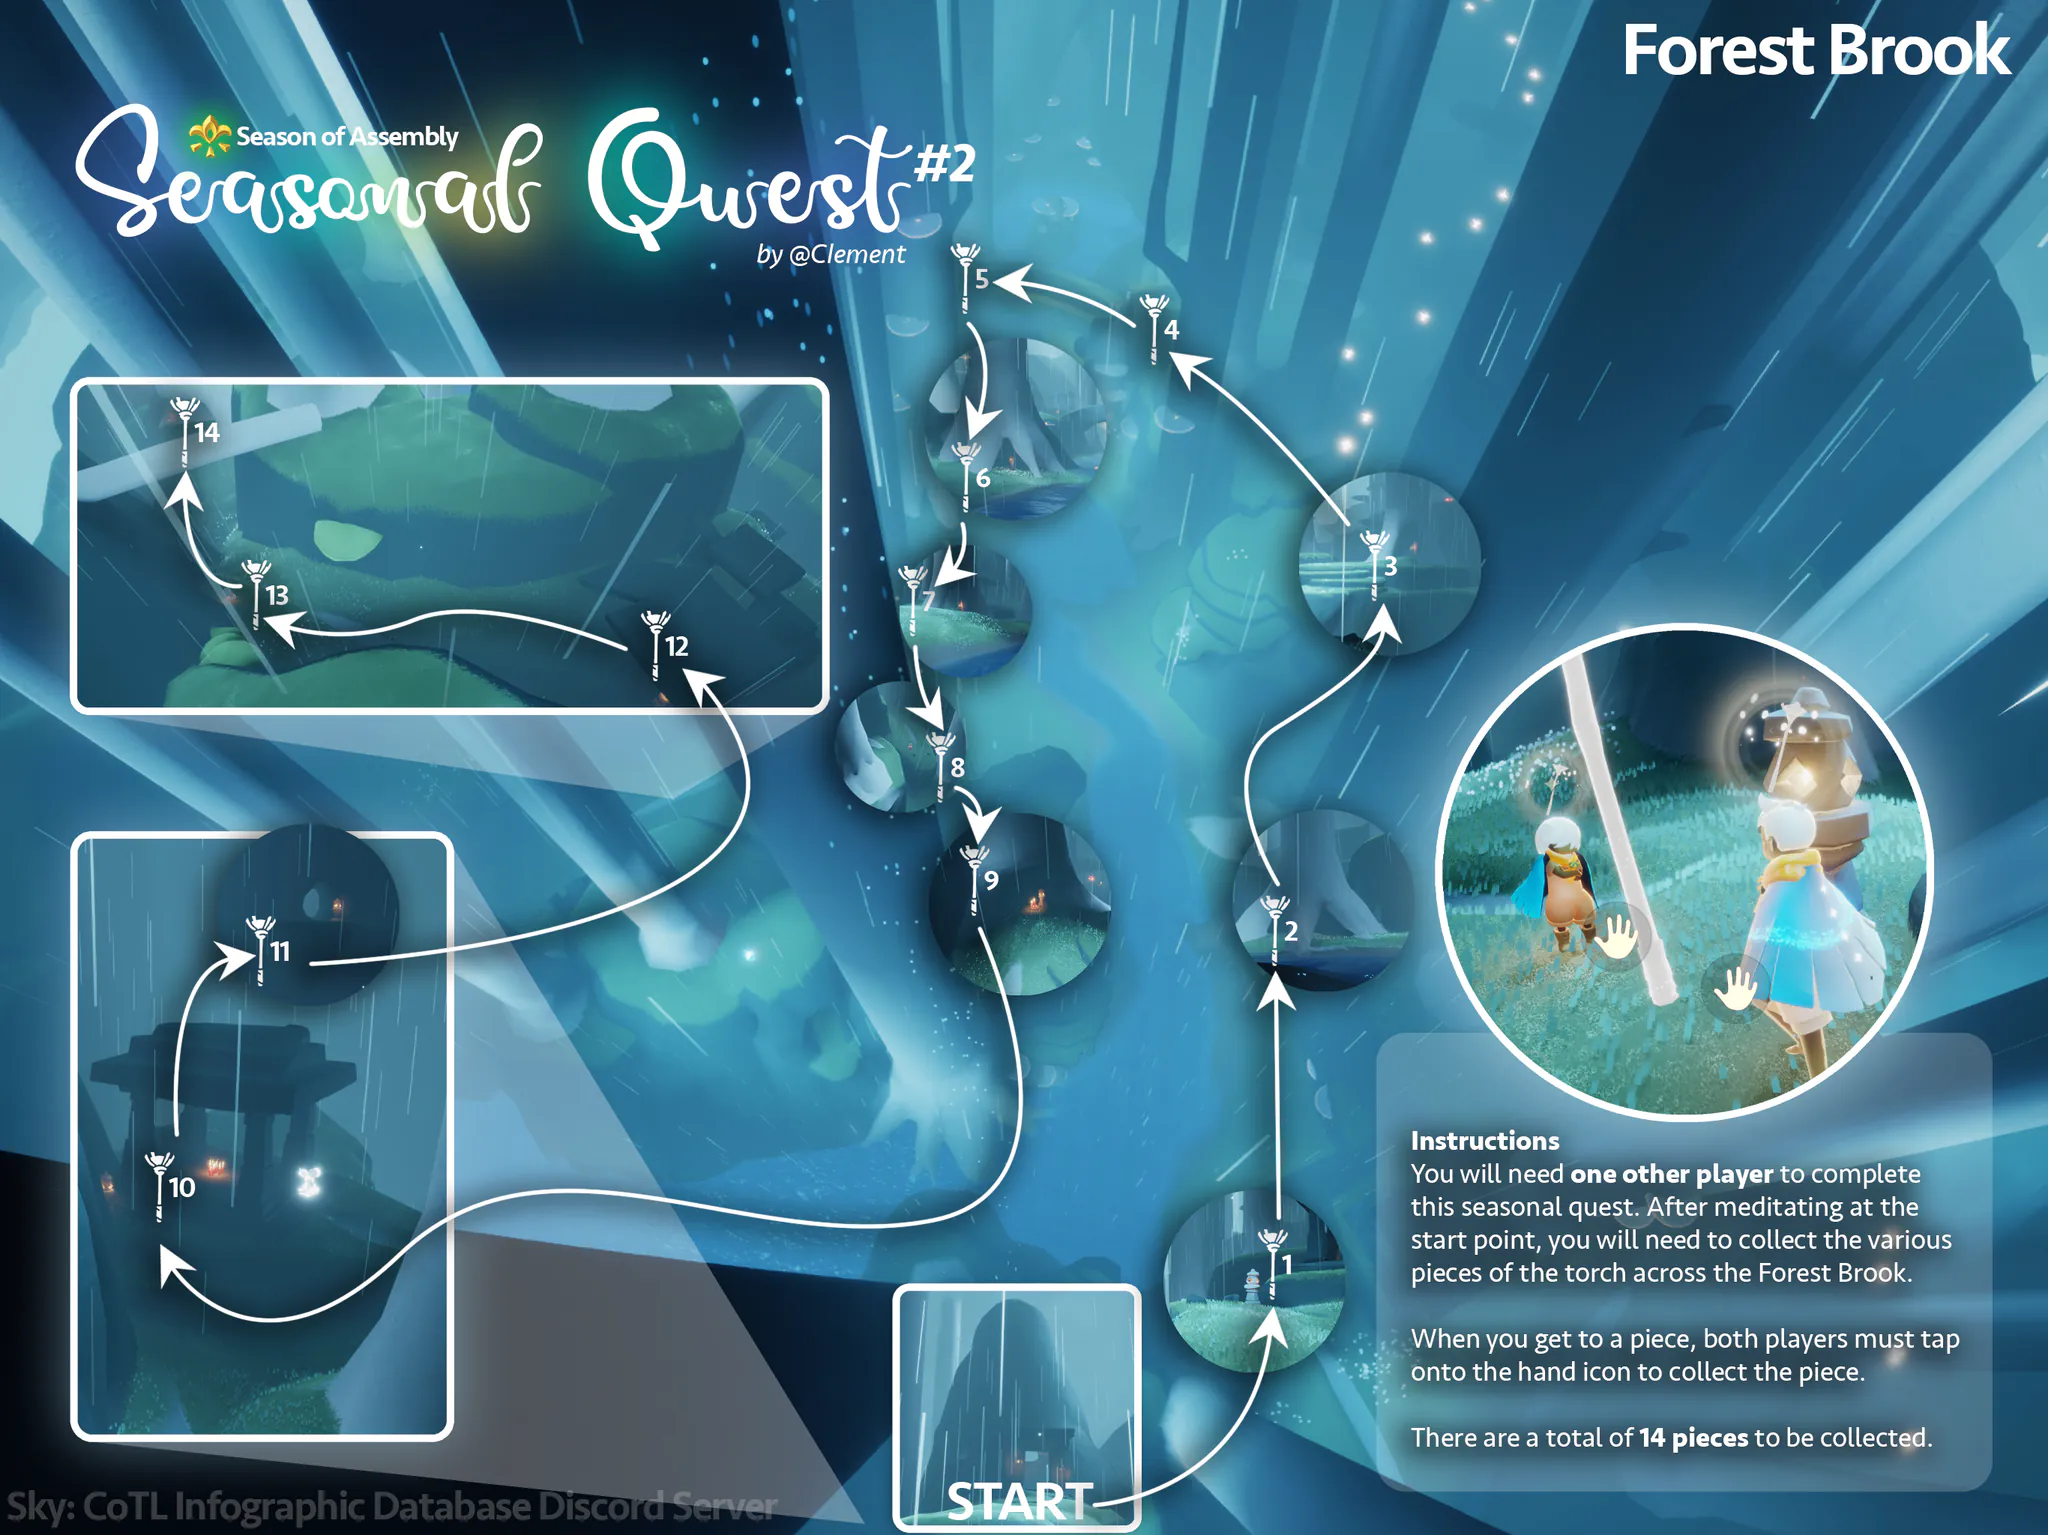 Forest Brook
Season of Assembly
Seasonal Quest #2
by @Clement
5
4
14
6
3
13
7
12
8
9
2
11
10
1
Instructions
You will need one other player to complete
this seasonal quest. After meditating at the
start point, you will need to collect the various
pieces of the torch across the Forest Brook.
When you get to a piece, both players must tap
onto the hand icon to collect the piece.
There are a total of 14 pieces to be collected.
START
Sky: CoTL Infographic Database Discord Server